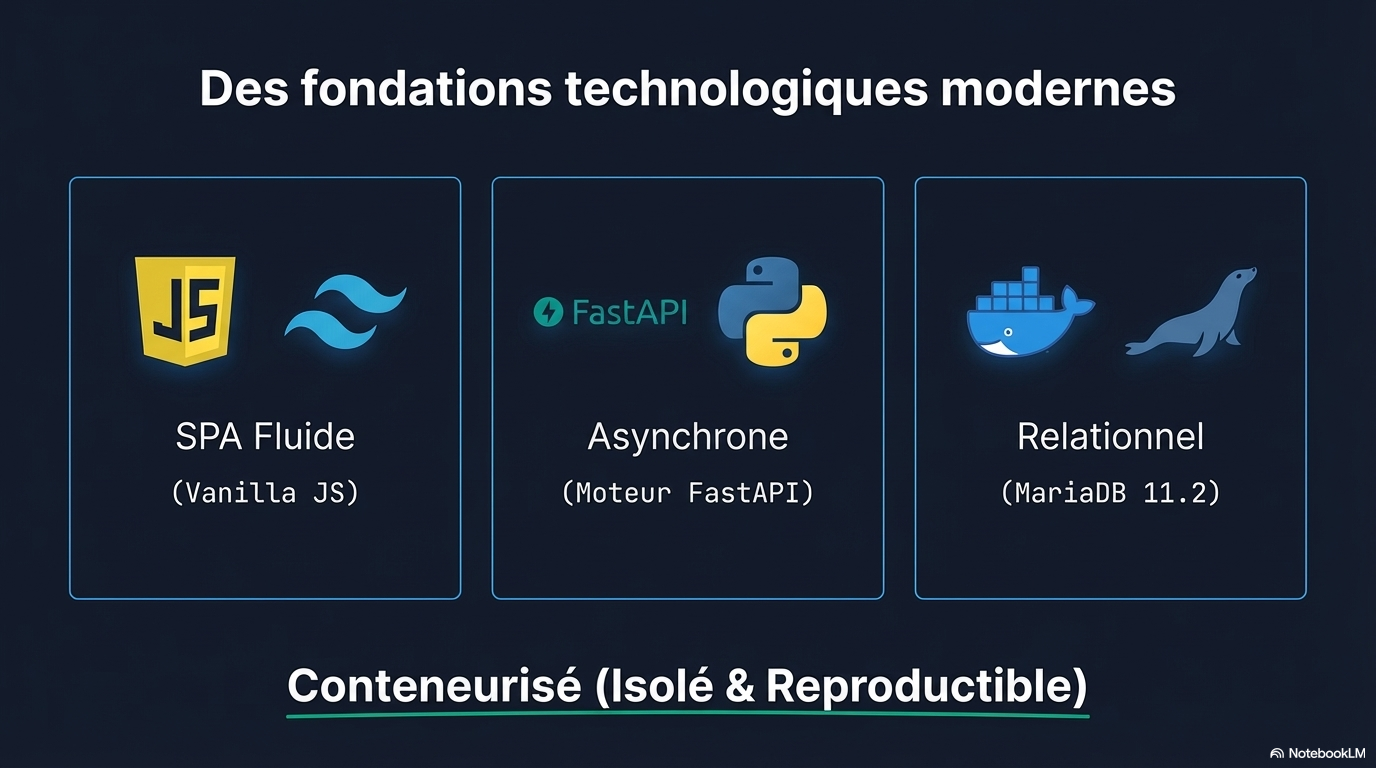 Des fondations technologiques modernes
JS
FastAPI
SPA Fluide
(Vanilla JS)
Asynchrone
(Moteur FastAPI)
Relationnel
(MariaDB 11.2)
Conteneurisé (Isolé & Reproductible)
NotebookLM